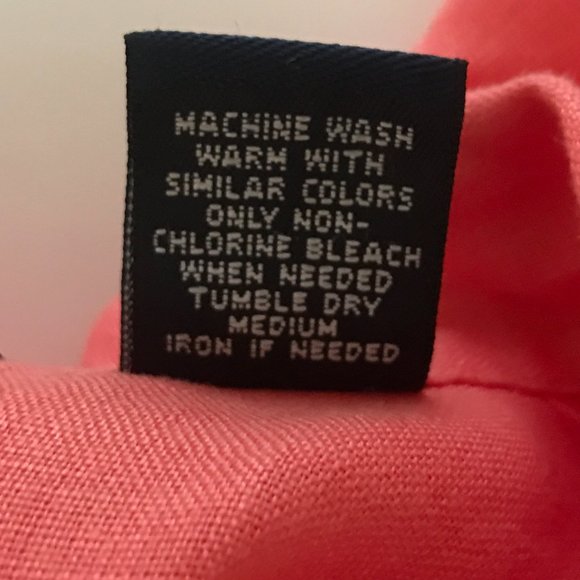 MACHINE WASH
WARM WITH
SIMILAR COLORS
ONLY NON-
CHLORINE BLEACH
WHEN NEEDED
TUMBLE DRY
MEDIUM
IRON IF NEEDED